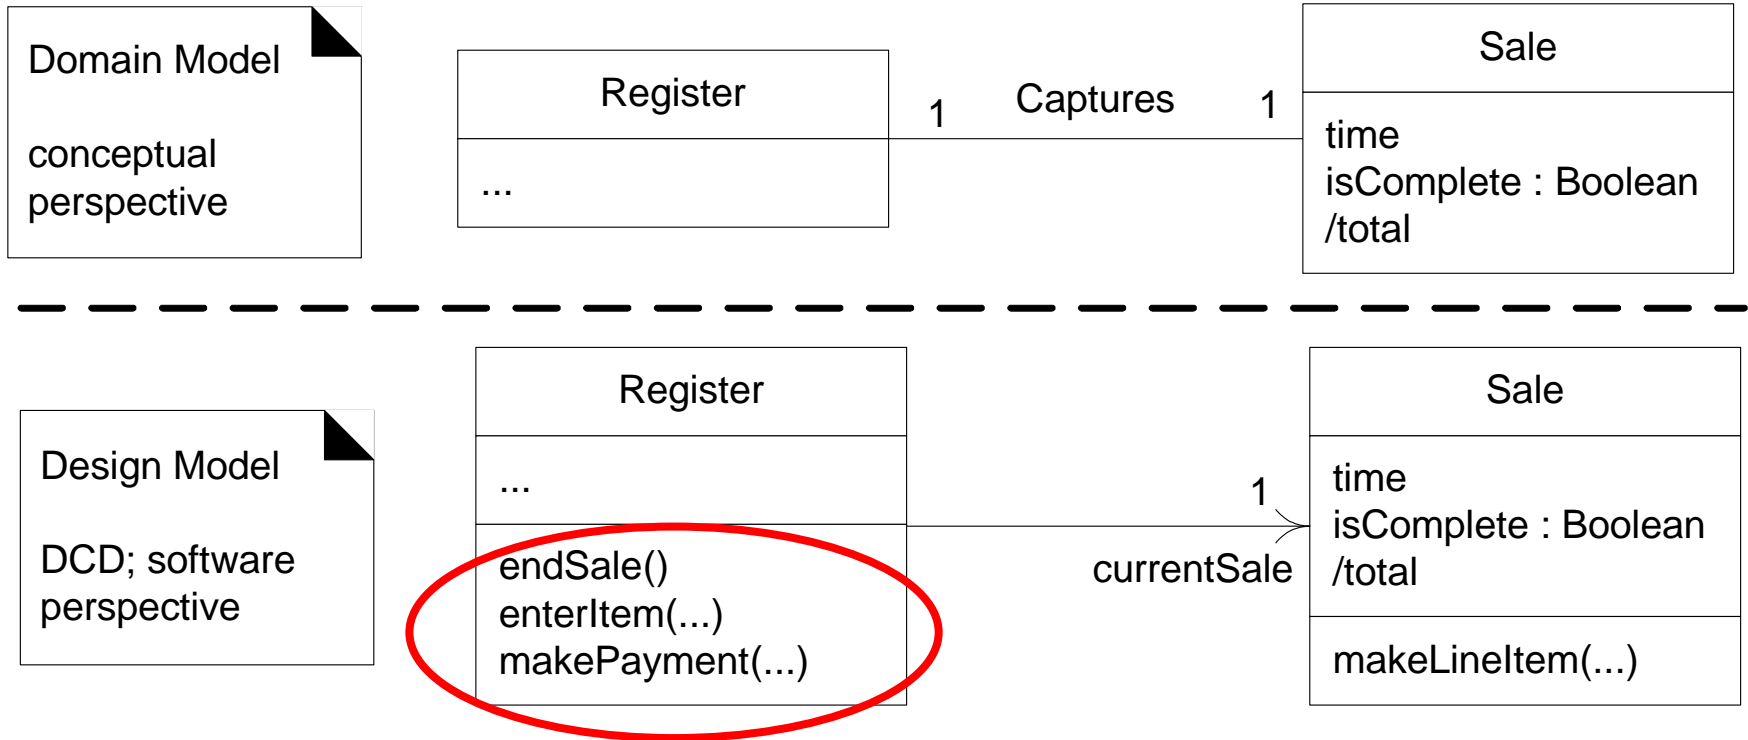 Domain Model
conceptual
perspective
Register
...
1
Captures
1
Sale
time
isComplete : Boolean
/total
Design Model
DCD; software
perspective
Register
...
endSale()
enterItem(...)
makePayment(...)
1
currentSale
Sale
time
isComplete : Boolean
/total
makeLineItem(...)